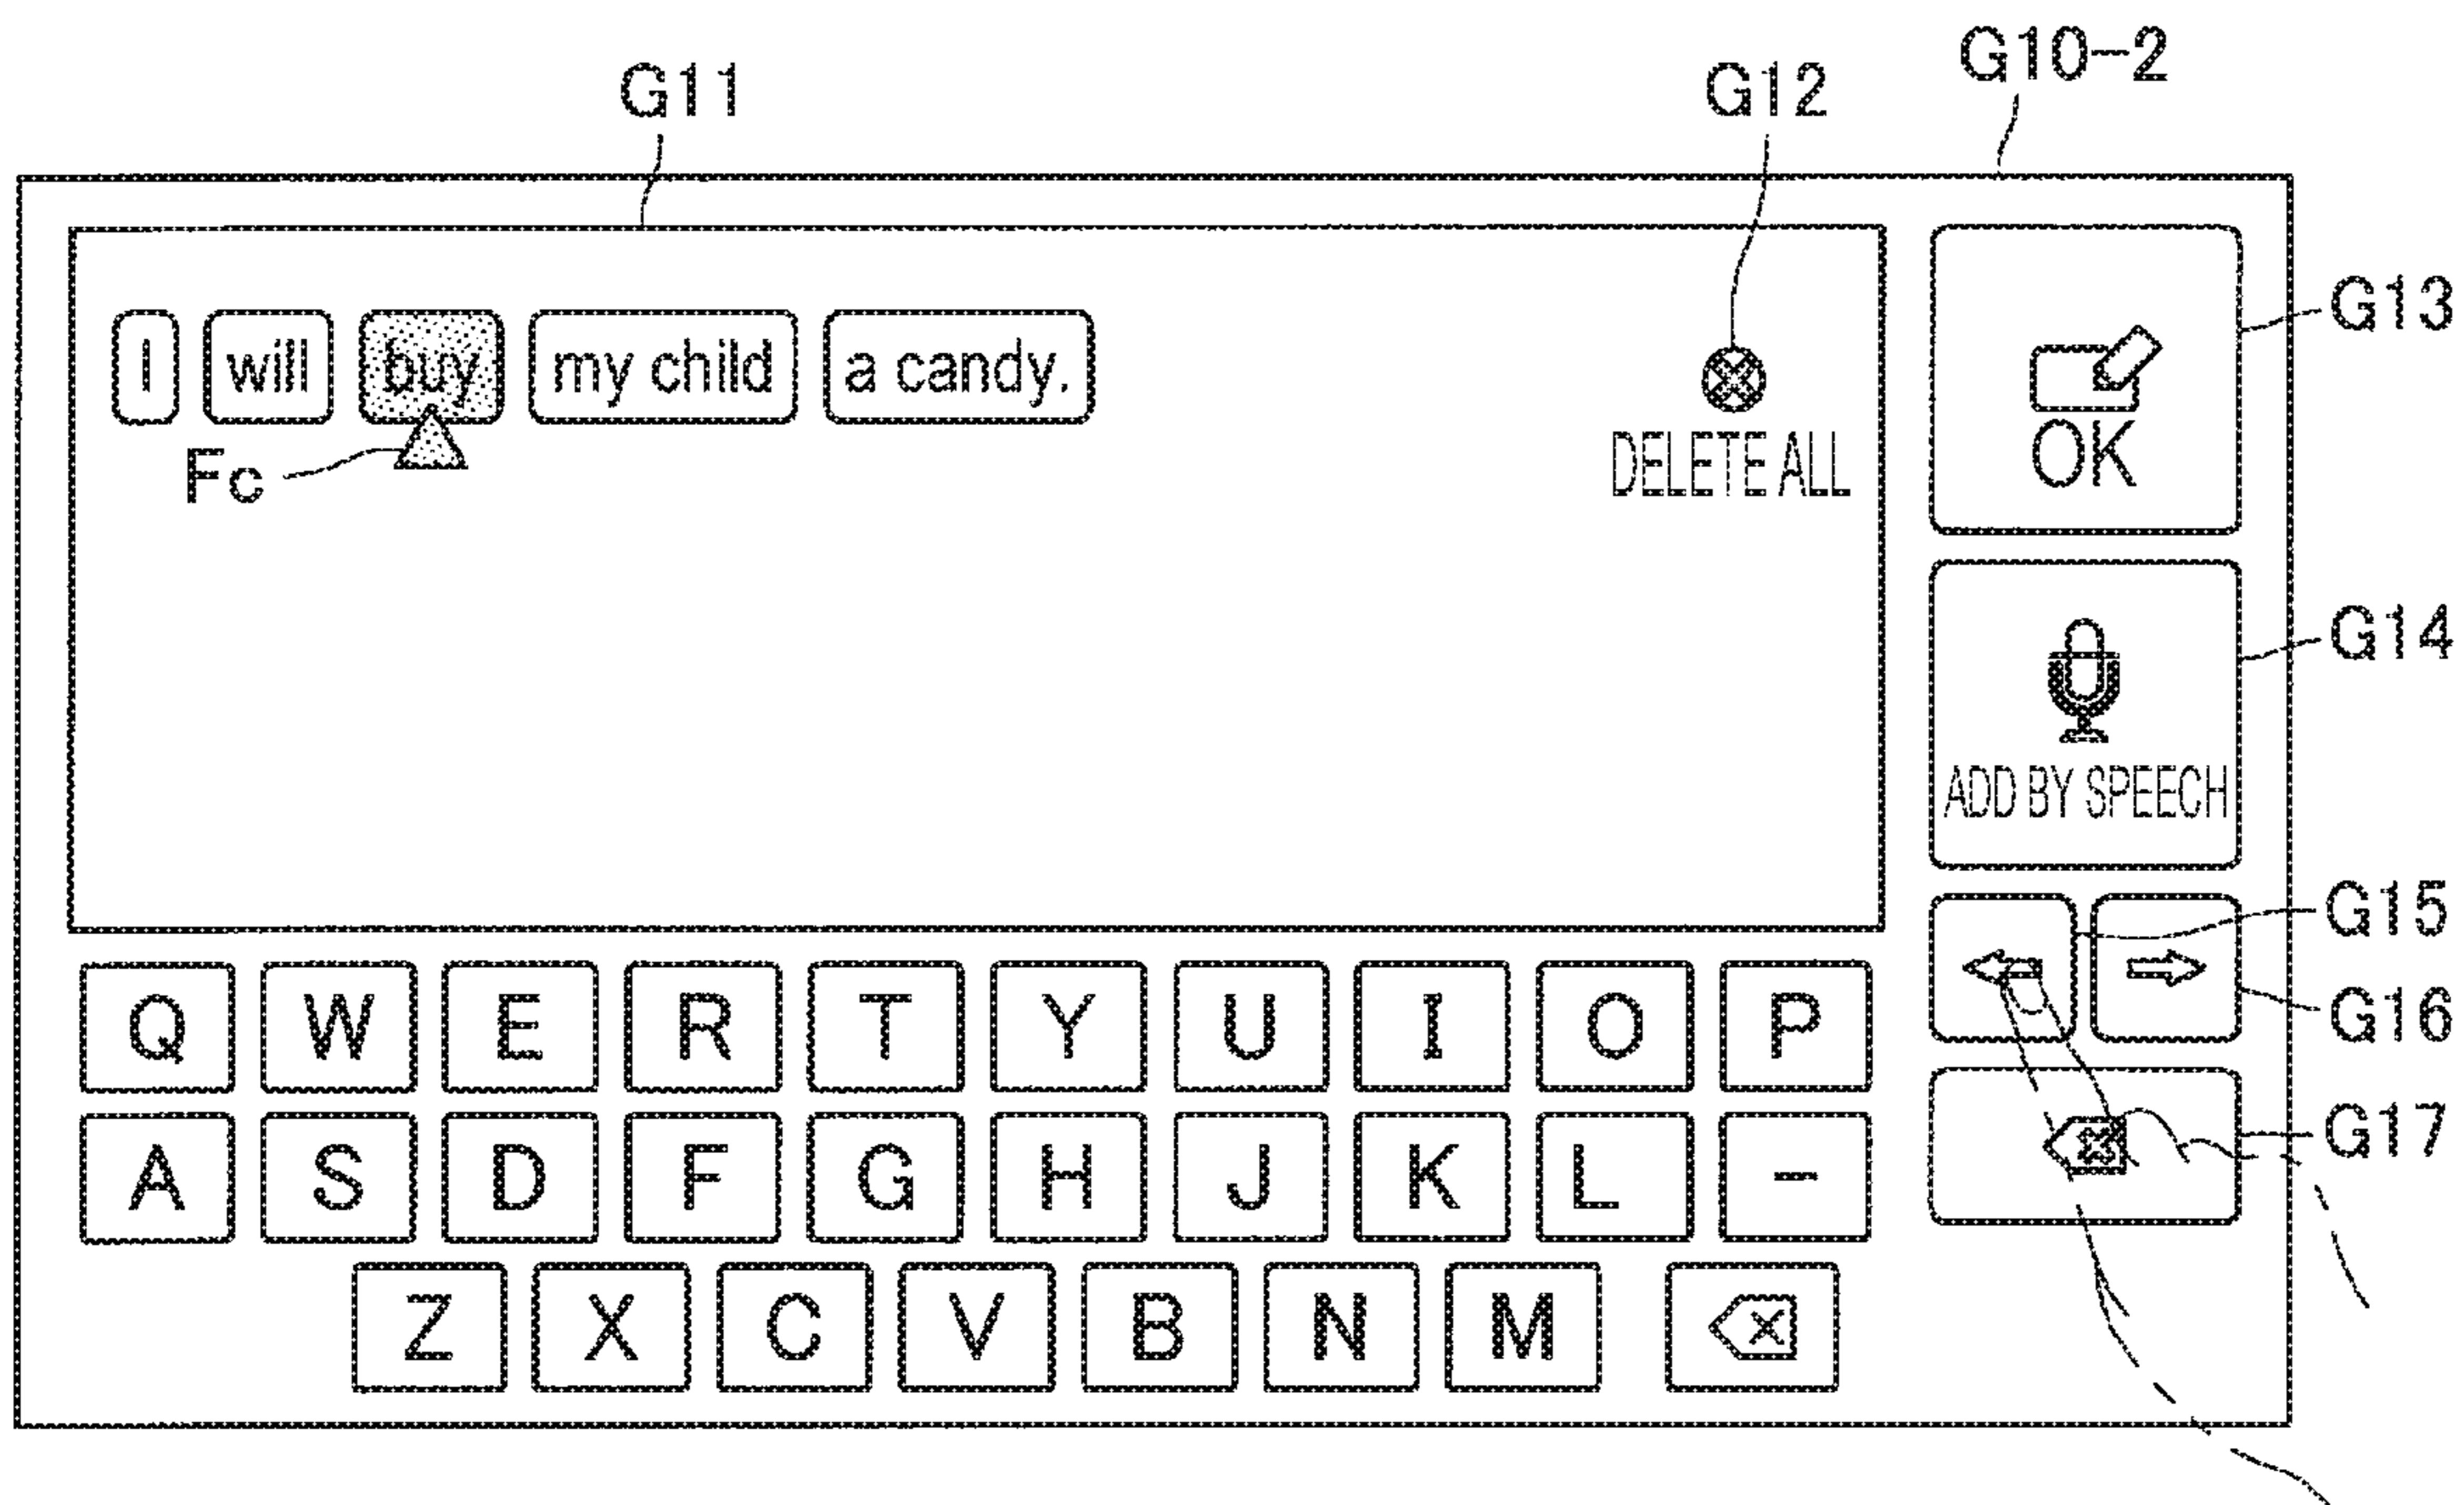 G10-2
G11
G12
I will buy my child a candy.
Fc
DELETE ALL
OK
G13
ADD BY SPEECH
G14
G15
G16
G17
Q W E R T Y U I O P
A S D F G H J K L -
Z X C V B N M